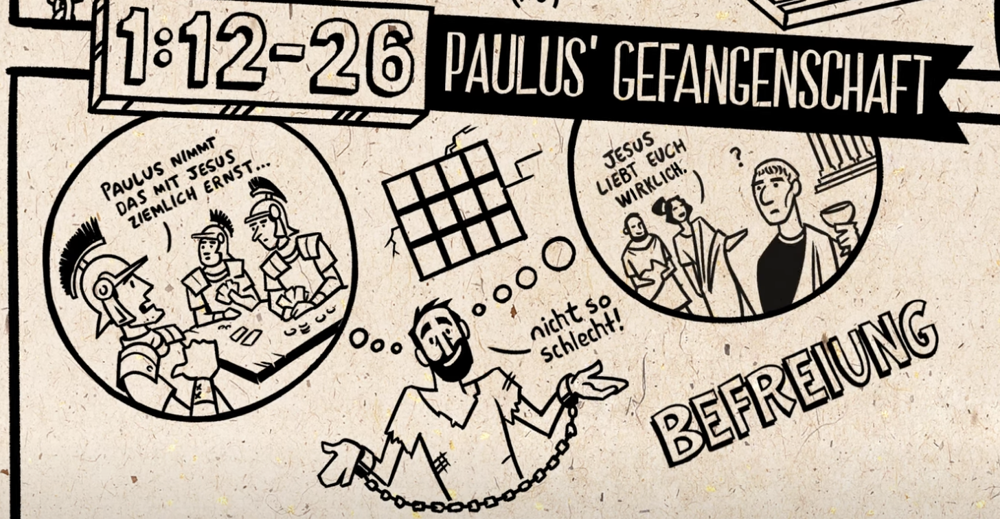 1:12-26
PAULUS' GEFANGENSCHAFT
PAULUS NIMMT
DAS MIT JESUS
ZIEMLICH ERNST...
JESUS
LIEBT EUCH
WIRKLICH.
?
nicht so
schlecht!
BEFREIUNG